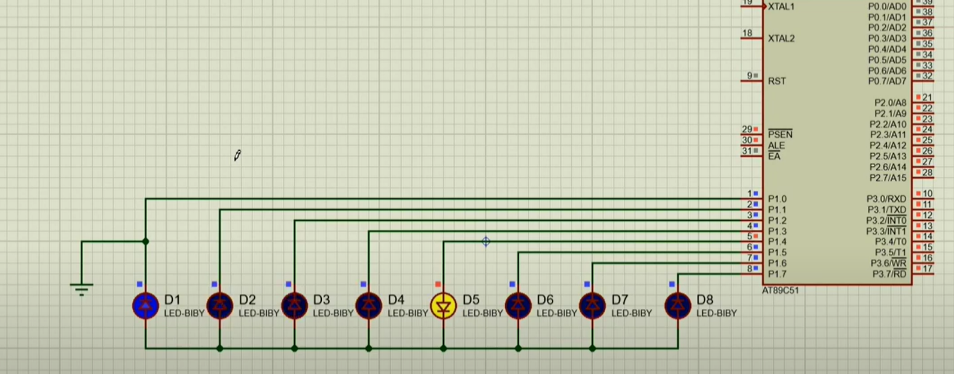 19 XTAL1 P0.0/AD0 39
P0.1/AD1 38
P0.2/AD2 37
18 XTAL2 P0.3/AD3 36
P0.4/AD4 35
P0.5/AD5 34
P0.6/AD6 33
9 RST P0.7/AD7 32
P2.0/A8 21
P2.1/A9 22
P2.2/A10 23
29 PSEN P2.3/A11 24
30 ALE P2.4/A12 25
31 EA P2.5/A13 26
P2.6/A14 27
P2.7/A15 28
1 P1.0 P3.0/RXD 10
2 P1.1 P3.1/TXD 11
3 P1.2 P3.2/INT0 12
4 P1.3 P3.3/INT1 13
5 P1.4 P3.4/T0 14
6 P1.5 P3.5/T1 15
7 P1.6 P3.6/WR 16
8 P1.7 P3.7/RD 17
AT89C51
D1 D2 D3 D4 D5 D6 D7 D8
LED-BIBY LED-BIBY LED-BIBY LED-BIBY LED-BIBY LED-BIBY LED-BIBY LED-BIBY